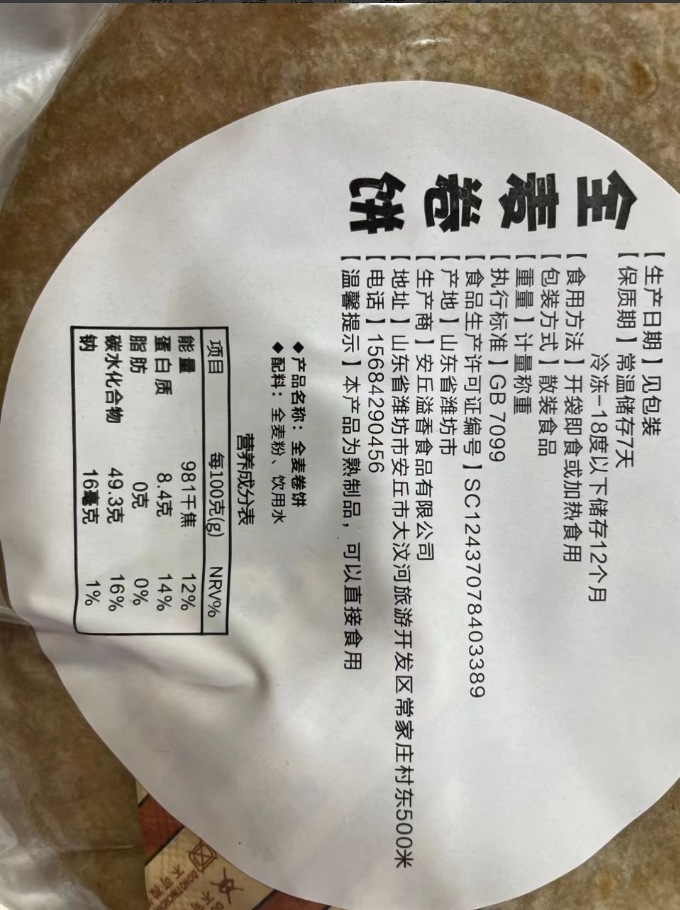 全麦卷饼
【生产日期】见包装
【保质期】常温储存7天
冷冻-18度以下储存12个月
【食用方法】开袋即食或加热食用
【包装方式】散装食品
【重量】计量称重
【执行标准】GB 7099
【食品生产许可证编号】SC12437078403389
【产地】山东省潍坊市
【生产商】安丘溢香食品有限公司
【地址】山东省潍坊市安丘市大汶河旅游开发区常家庄村东500米
【电话】15684290456
【温馨提示】本产品为熟制品，可以直接食用
◆产品名称：全麦卷饼
◆配料：全麦粉、饮用水
营养成分表
项目 每100克(g) NRV%
能量 981千焦 12%
蛋白质 8.4克 14%
脂肪 0克 0%
碳水化合物 49.3克 16%
钠 16毫克 1%